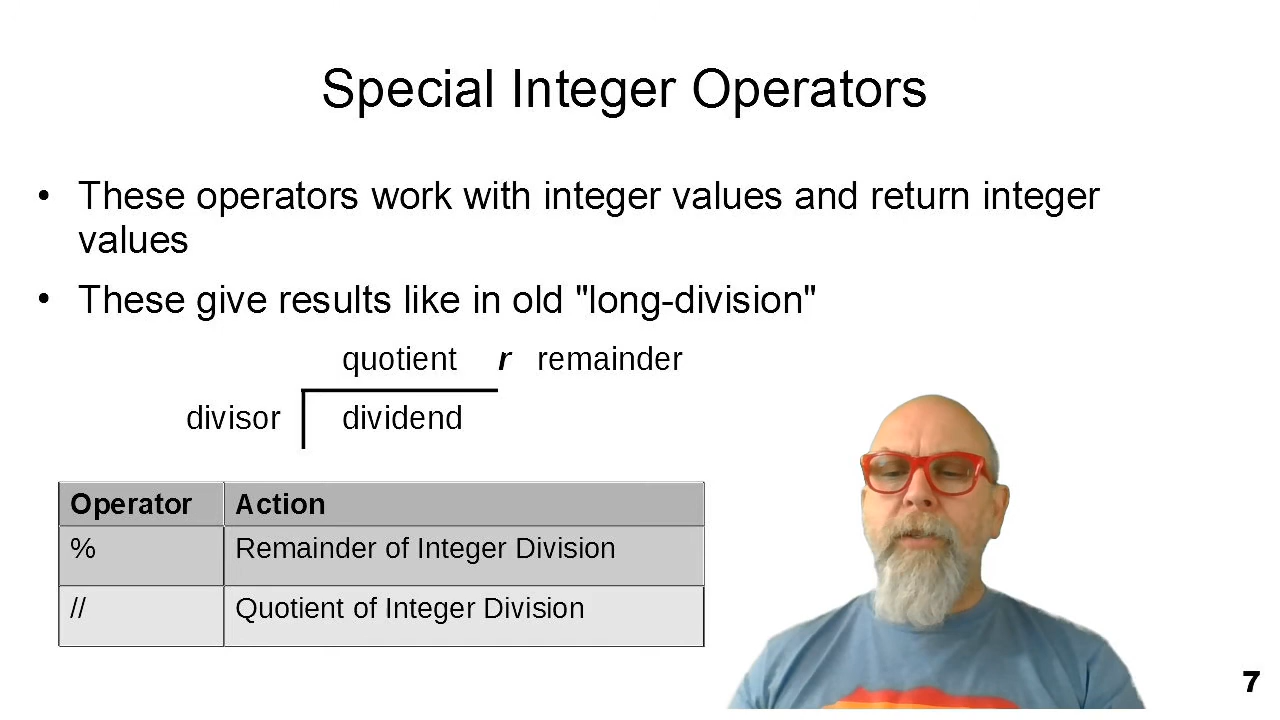 Special Integer Operators
• These operators work with integer values and return integer
values
• These give results like in old "long-division"
quotient r remainder
divisor dividend
Operator Action
% Remainder of Integer Division
// Quotient of Integer Division
7